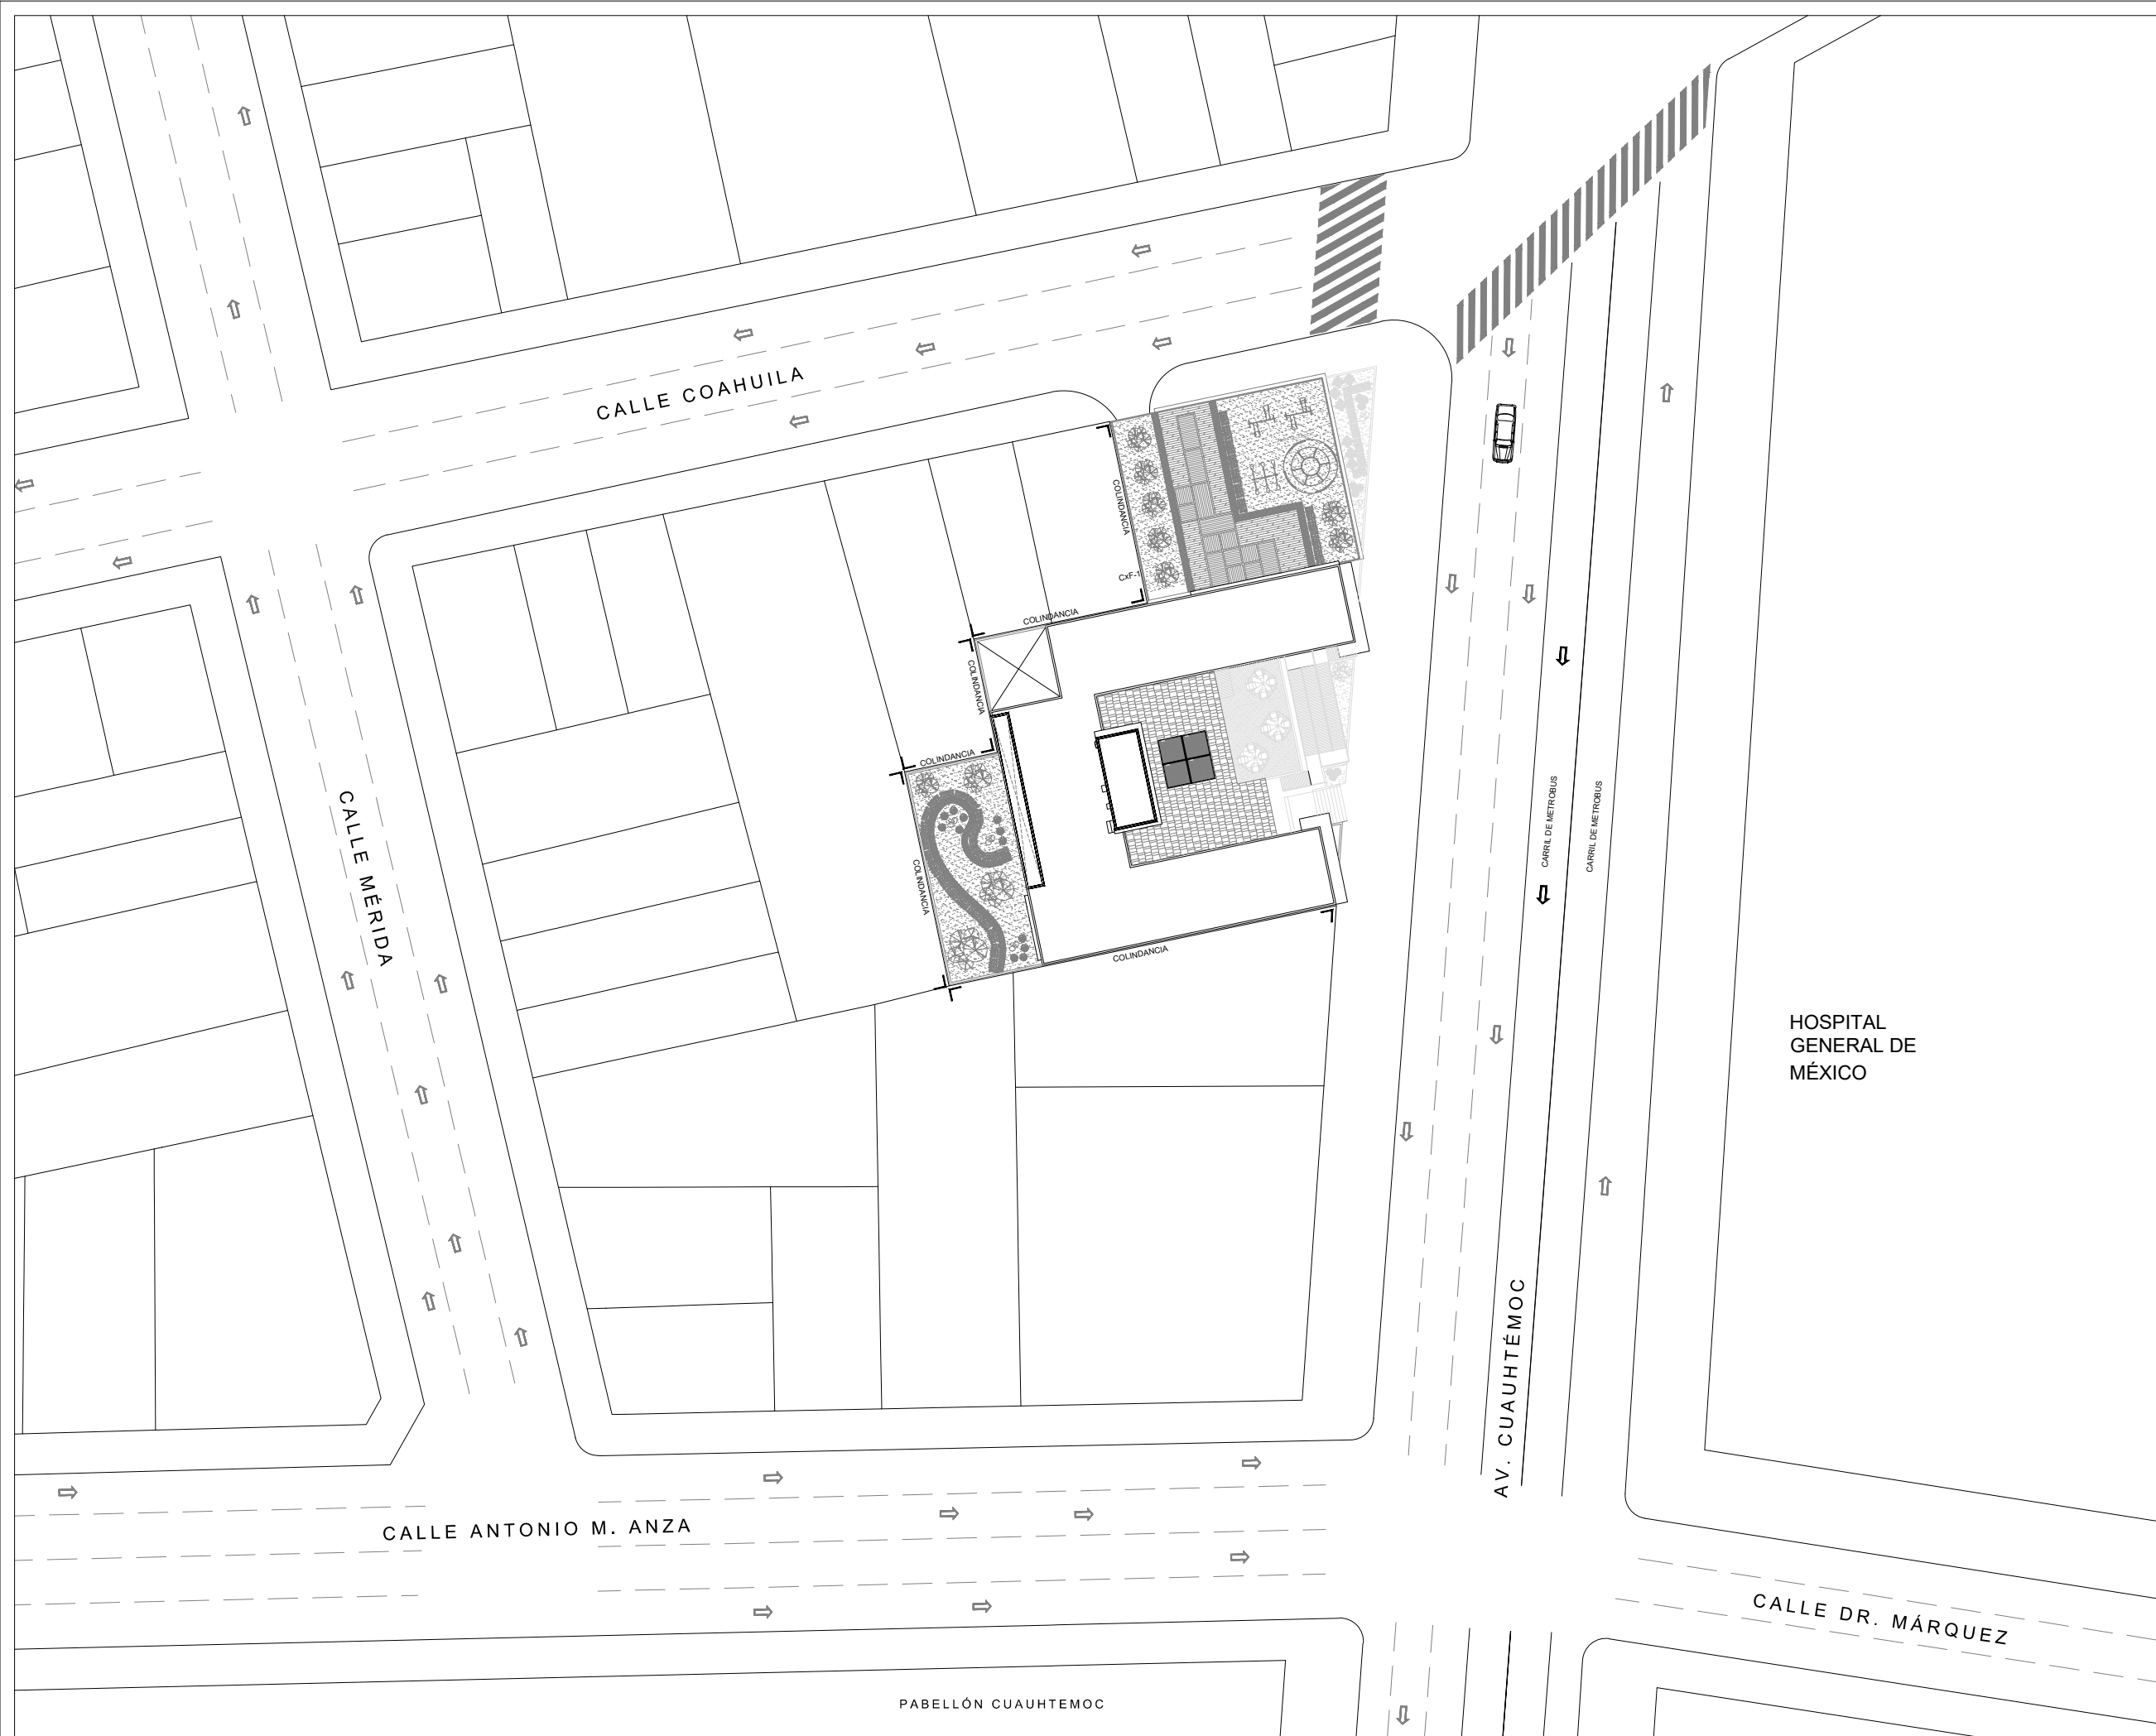 CALLE COAHUILA
COLINDANCIA
CxF-1
COLINDANCIA
COLINDANCIA
COLINDANCIA
COLINDANCIA
COLINDANCIA
CALLE MÉRIDA
CARRIL DE METROBUS
CARRIL DE METROBUS
HOSPITAL
GENERAL DE
MÉXICO
AV. CUAUHTÉMOC
CALLE ANTONIO M. ANZA
CALLE DR. MÁRQUEZ
PABELLÓN CUAUHTEMOC